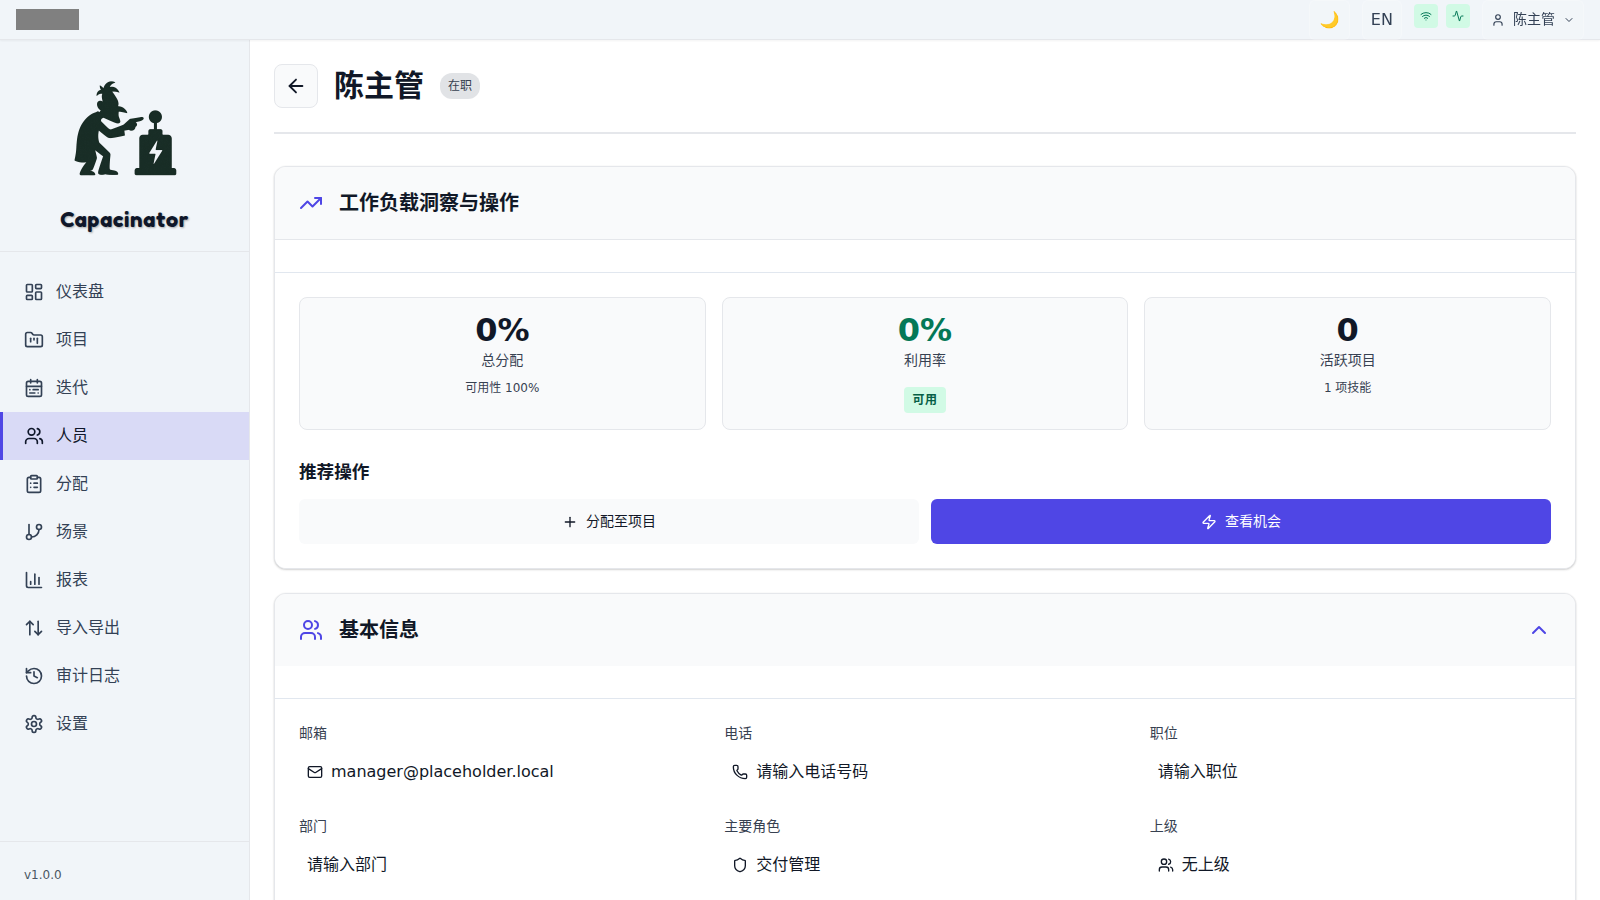 EN
陈主管
Capacinator
仪表盘
项目
迭代
人员
分配
场景
报表
导入导出
审计日志
设置
v1.0.0
陈主管
在职
工作负载洞察与操作
0%
总分配
可用性 100%
0%
利用率
可用
0
活跃项目
1 项技能
推荐操作
分配至项目
查看机会
基本信息
邮箱
电话
职位
manager@placeholder.local
请输入电话号码
请输入职位
部门
主要角色
上级
请输入部门
交付管理
无上级